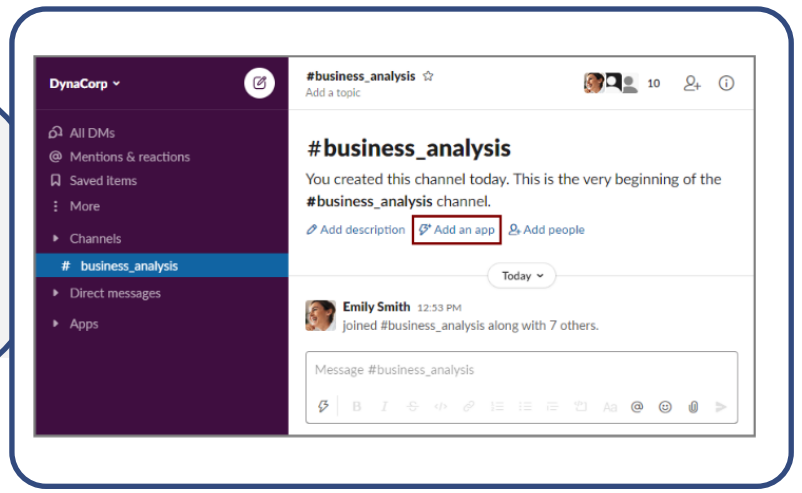 DynaCorp
#business_analysis
Add a topic
10
All DMs
@ Mentions & reactions
Saved items
More
Channels
# business_analysis
Direct messages
Apps
#business_analysis
You created this channel today. This is the very beginning of the
#business_analysis channel.
Add description Add an app Add people
Today
Emily Smith 12:53 PM
joined #business_analysis along with 7 others.
Message #business_analysis
B I S </> Aa @